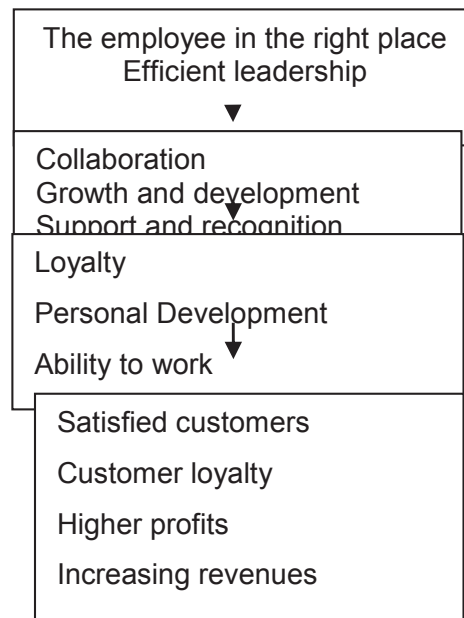 The employee in the right place
Efficient leadership
Collaboration
Growth and development
Support and recognition
Loyalty
Personal Development
Ability to work
Satisfied customers
Customer loyalty
Higher profits
Increasing revenues